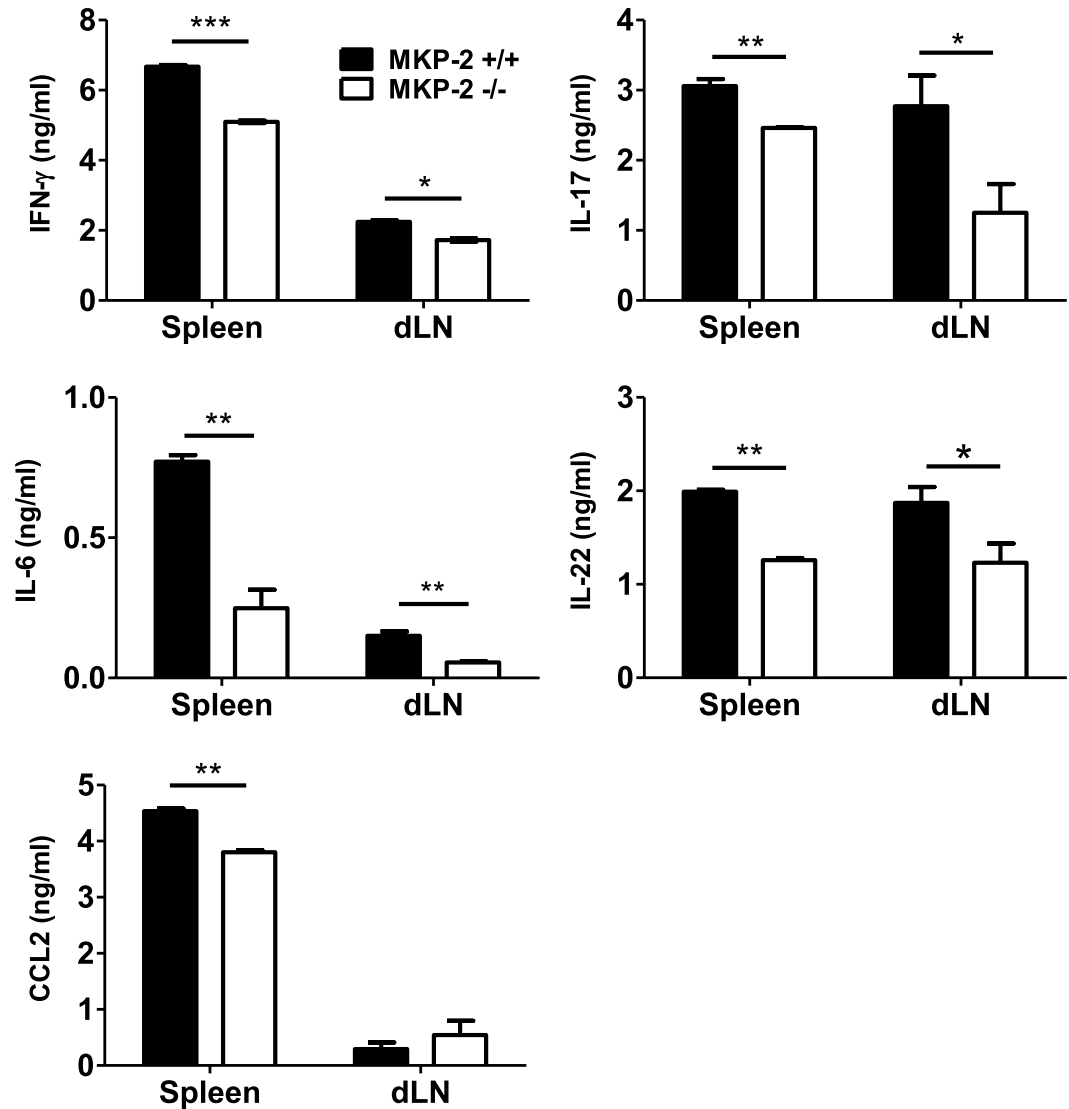 IFN-γ (ng/ml)
8
6
4
2
0
***
*
MKP-2 +/+
MKP-2 -/-
Spleen
dLN
IL-17 (ng/ml)
4
3
2
1
0
**
*
Spleen
dLN
IL-6 (ng/ml)
1.0
0.5
0.0
**
**
Spleen
dLN
IL-22 (ng/ml)
3
2
1
0
**
*
Spleen
dLN
CCL2 (ng/ml)
5
4
3
2
1
0
**
Spleen
dLN